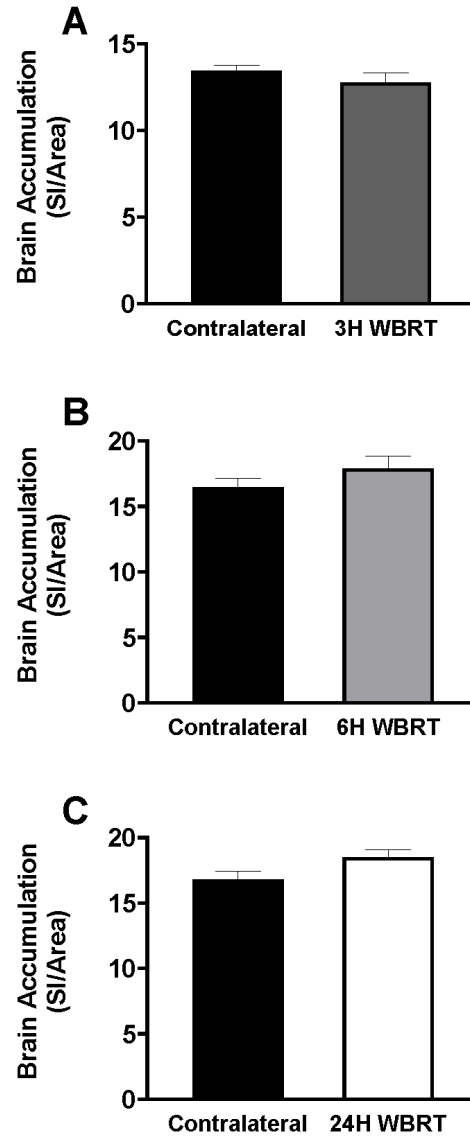 A
Brain Accumulation
(SI/Area)
15
10
5
0
Contralateral 3H WBRT
B
Brain Accumulation
(SI/Area)
20
15
10
5
0
Contralateral 6H WBRT
C
Brain Accumulation
(SI/Area)
20
15
10
5
0
Contralateral 24H WBRT